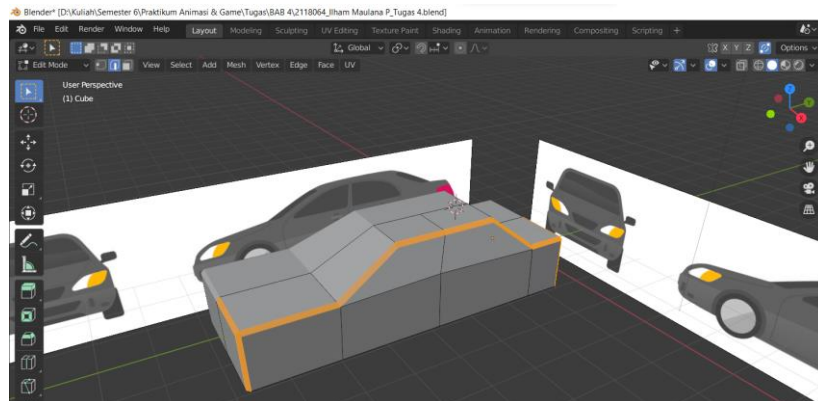 Blender* [D:\Kuliah\Semester 6\Praktikum Animasi & Game\Tugas\BAB 4\2118064_Ilham Maulana P_Tugas 4.blend]
File Edit Render Window Help Layout Modeling Sculpting UV Editing Texture Paint Shading Animation Rendering Compositing Scripting +
Global X Y Z Options
Edit Mode View Select Add Mesh Vertex Edge Face UV
User Perspective
(1) Cube
Z
Y
X